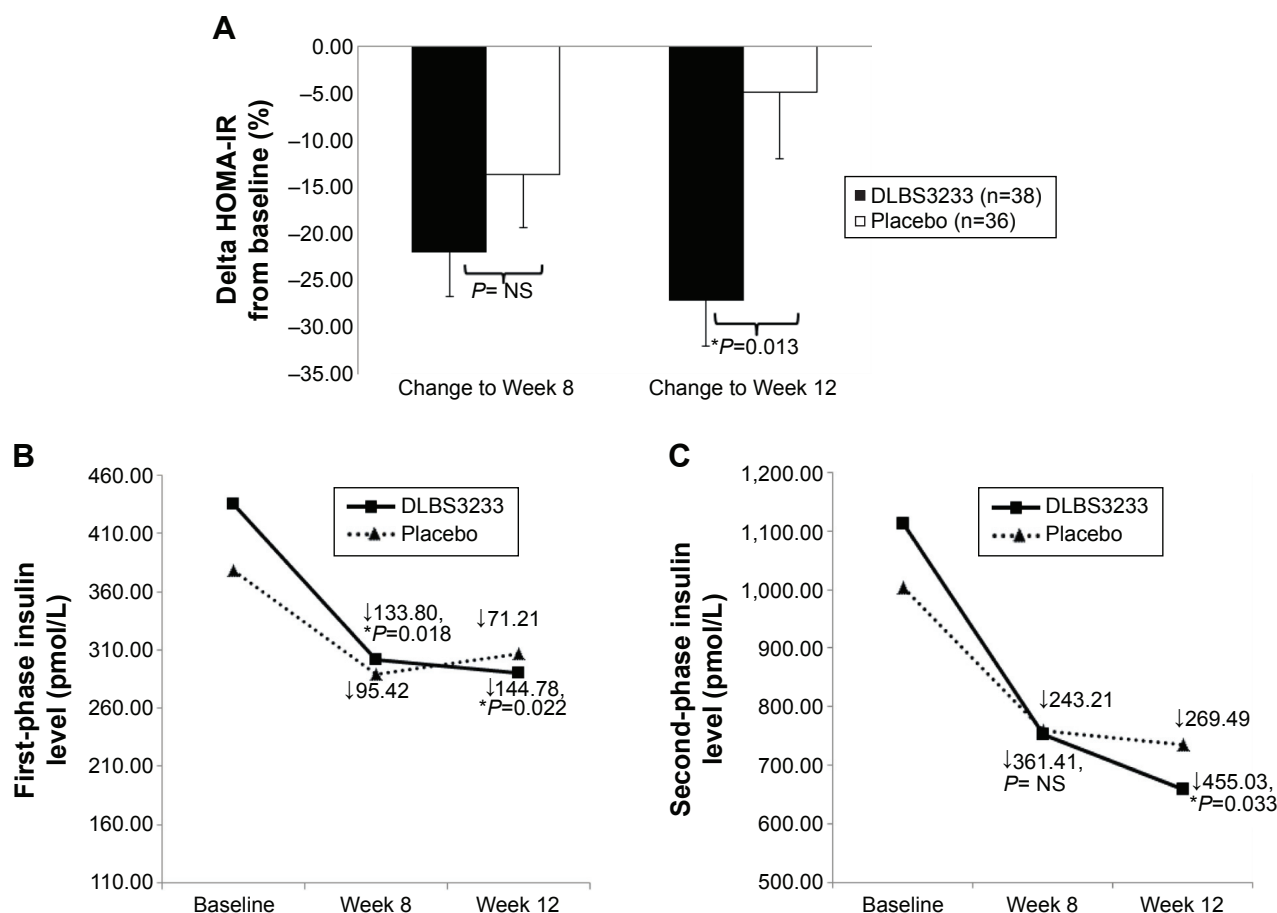 A
Delta HOMA-IR
from baseline (%)
0.00
–5.00
–10.00
–15.00
–20.00
–25.00
–30.00
–35.00
P= NS
*P=0.013
Change to Week 8
Change to Week 12
DLBS3233 (n=38)
Placebo (n=36)
B
First-phase insulin
level (pmol/L)
460.00
410.00
360.00
310.00
260.00
210.00
160.00
110.00
DLBS3233
Placebo
↓133.80,
*P=0.018
↓71.21
↓95.42
↓144.78,
*P=0.022
Baseline
Week 8
Week 12
C
Second-phase insulin
level (pmol/L)
1,200.00
1,100.00
1,000.00
900.00
800.00
700.00
600.00
500.00
DLBS3233
Placebo
↓243.21
↓269.49
↓361.41,
P= NS
↓455.03,
*P=0.033
Baseline
Week 8
Week 12